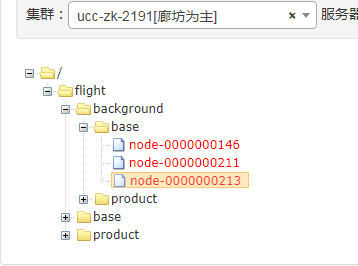 集群： ucc-zk-2191[廊坊为主] × 服务器
/
flight
background
base
node-0000000146
node-0000000211
node-0000000213
product
base
product